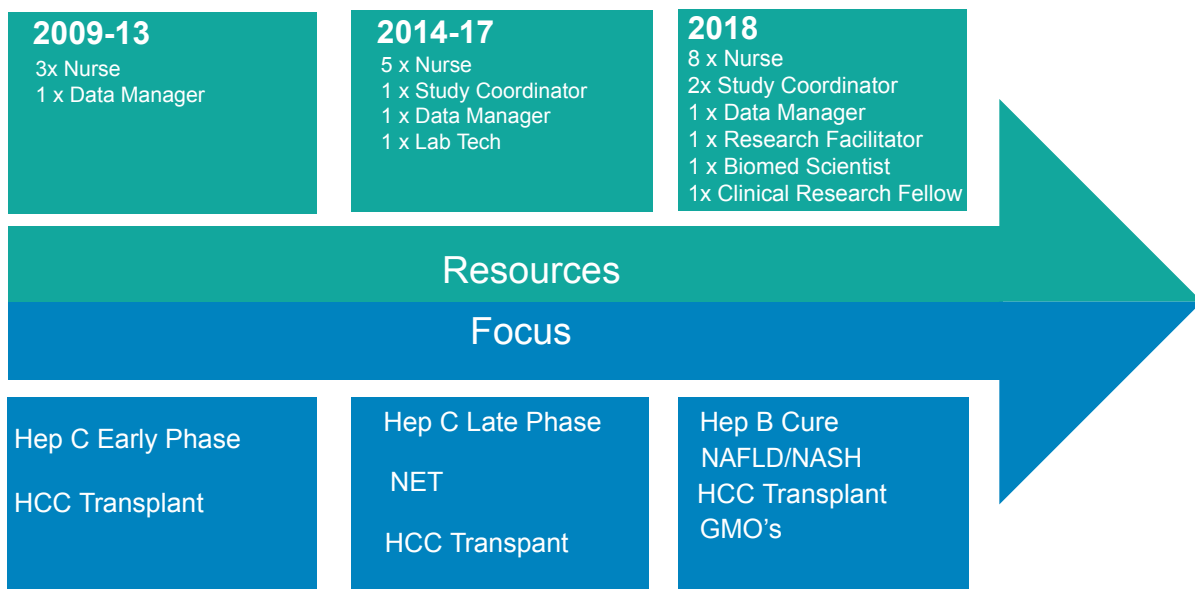 2009-13
3x Nurse
1 x Data Manager
2014-17
5 x Nurse
1 x Study Coordinator
1 x Data Manager
1 x Lab Tech
2018
8 x Nurse
2x Study Coordinator
1 x Data Manager
1 x Research Facilitator
1 x Biomed Scientist
1x Clinical Research Fellow
Resources
Focus
Hep C Early Phase
HCC Transplant
Hep C Late Phase
NET
HCC Transpant
Hep B Cure
NAFLD/NASH
HCC Transplant
GMO's